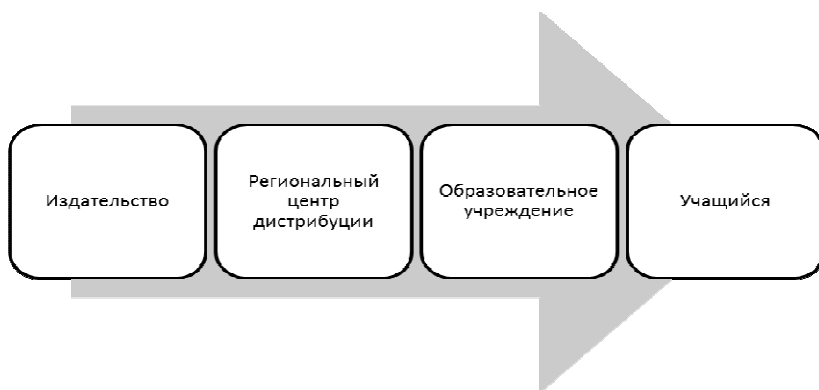 Издательство
Региональный
центр
дистрибуции
Образовательное
учреждение
Учащийся